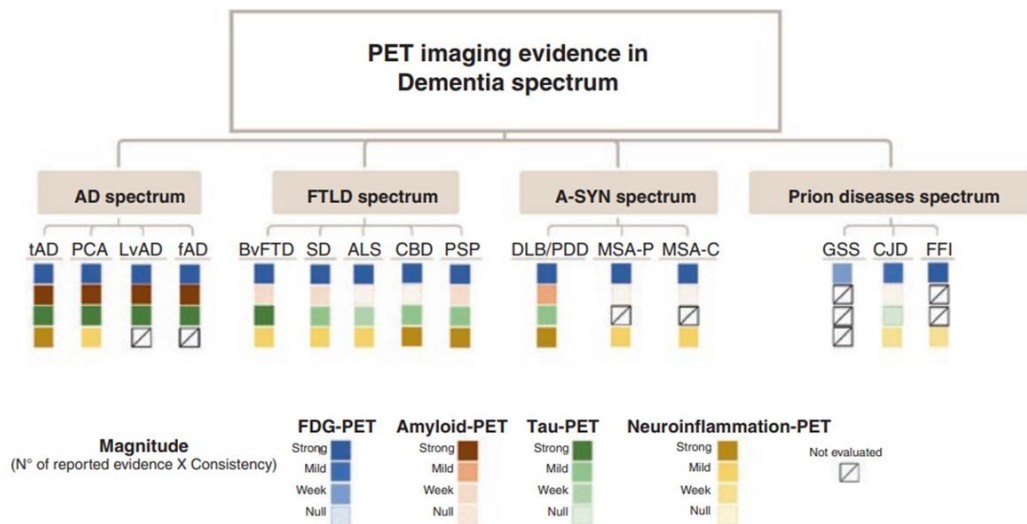 PET imaging evidence in
Dementia spectrum
AD spectrum
FTLD spectrum
A-SYN spectrum
Prion diseases spectrum
tAD PCA LvAD fAD
BvFTD SD ALS CBD PSP
DLB/PDD MSA-P MSA-C
GSS CJD FFI
Magnitude
(N° of reported evidence X Consistency)
FDG-PET
Strong
Mild
Week
Null
Amyloid-PET
Strong
Mild
Week
Null
Tau-PET
Strong
Mild
Week
Null
Neuroinflammation-PET
Strong
Mild
Week
Null
Not evaluated